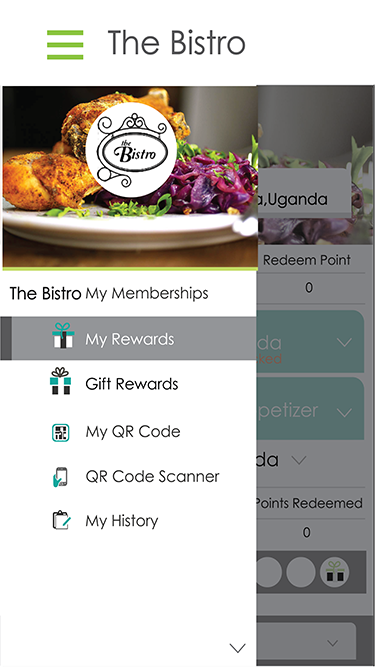 The Bistro
the
Bistro
,Uganda
Redeem Point
The Bistro My Memberships
0
My Rewards
Gift Rewards
petizer
My QR Code
da
QR Code Scanner
Points Redeemed
My History
0